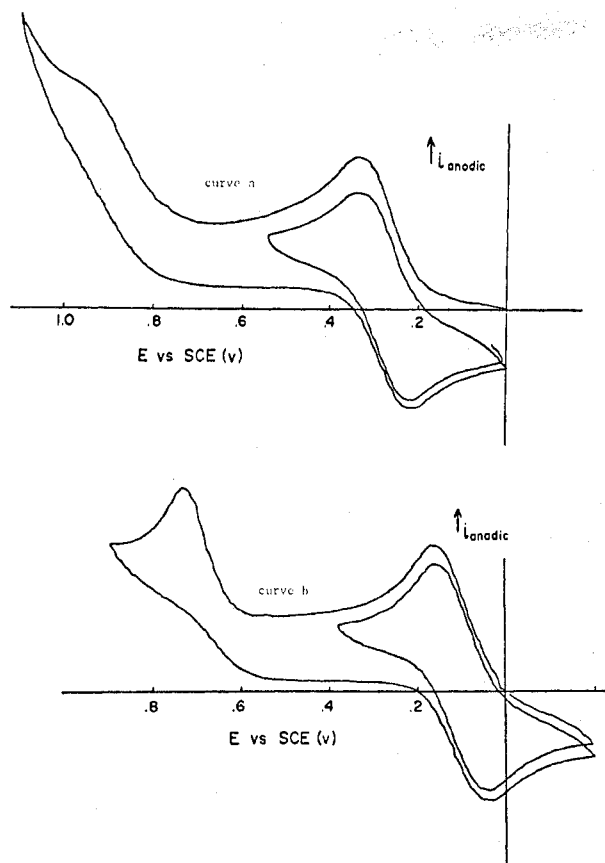 ↑ i anodic
curve a
1.0 .8 .6 .4 .2
E vs SCE (v)
↑ i anodic
curve b
.8 .6 .4 .2
E vs SCE (v)